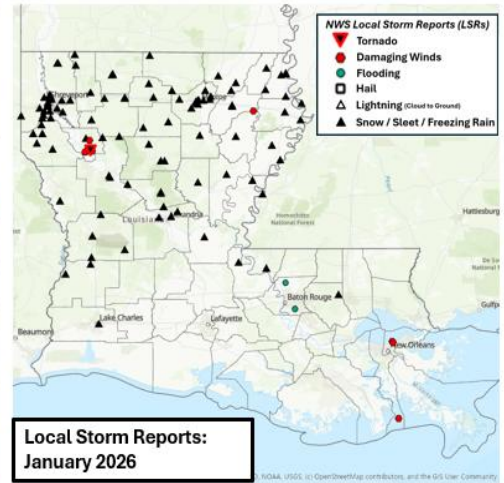 NWS Local Storm Reports (LSRs)
Tornado
Damaging Winds
Flooding
Hail
Lightning (Cloud to Ground)
Snow / Sleet / Freezing Rain
Shreveport
Louisiana
Alexandria
Homochitto
National Forest
Hattiesburg
Baton Rouge
Gulfp
Beaumont
Lake Charles
Lafayette
New Orleans
Local Storm Reports:
January 2026
, NOAA, USGS, (c) OpenStreetMap contributors, and the GIS User Community